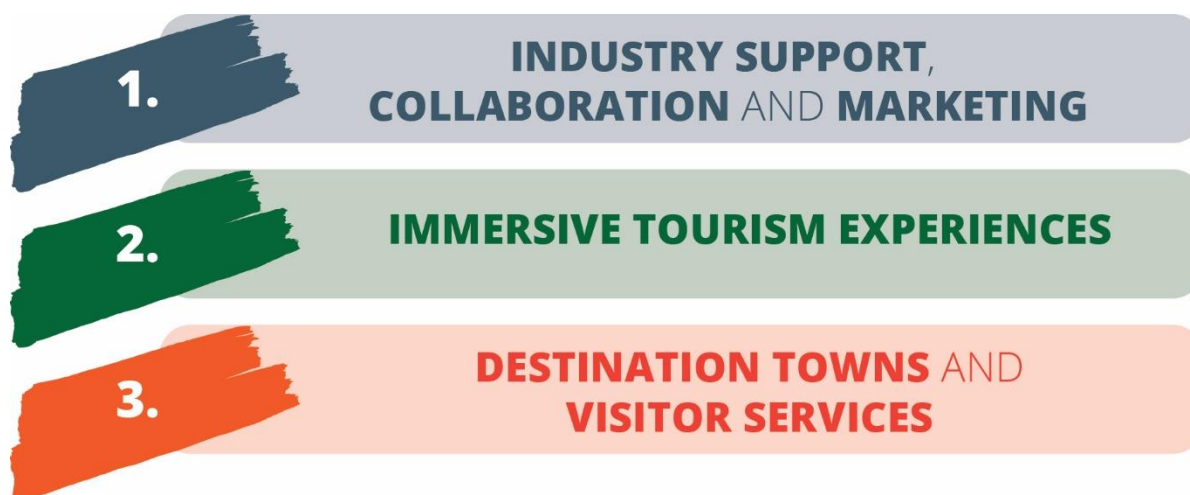 1.
INDUSTRY SUPPORT,
COLLABORATION AND MARKETING
2.
IMMERSIVE TOURISM EXPERIENCES
3.
DESTINATION TOWNS AND
VISITOR SERVICES